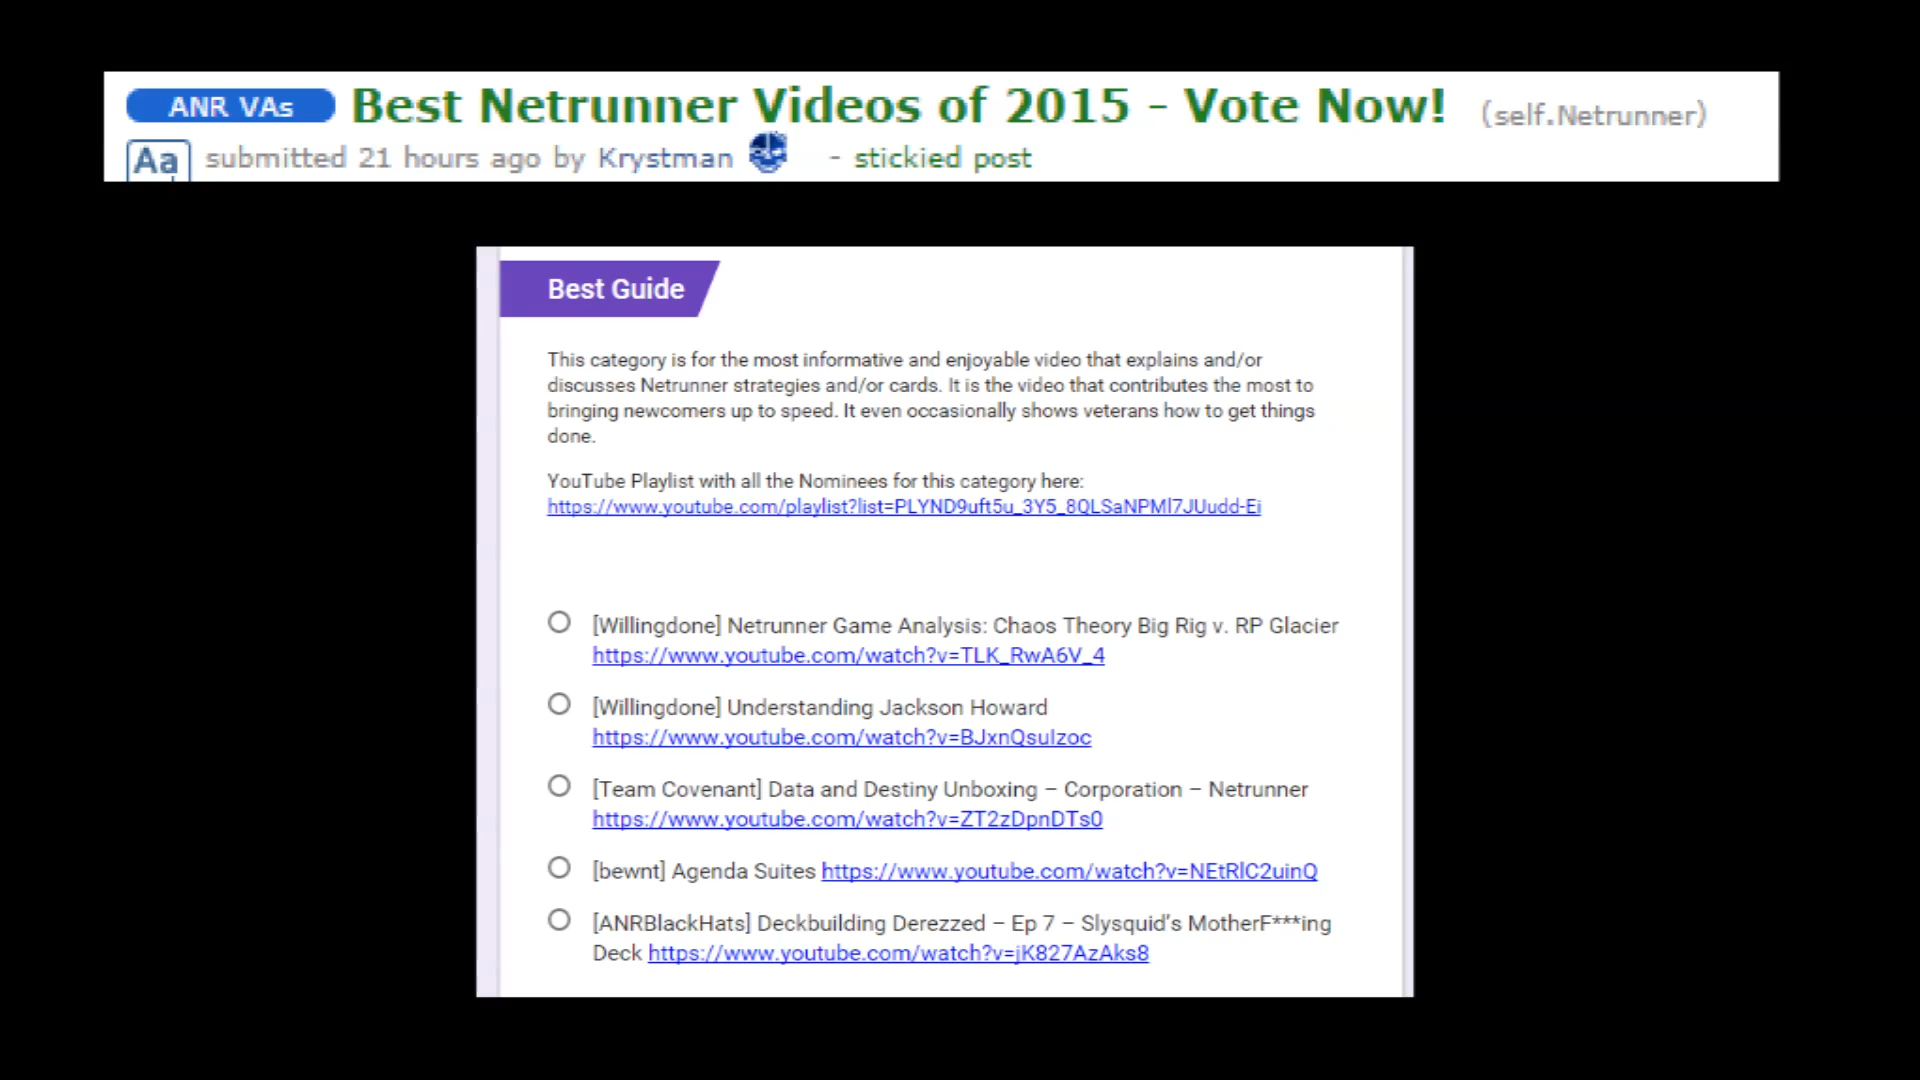 ANR VAs Best Netrunner Videos of 2015 - Vote Now! (self.Netrunner)
Aa submitted 21 hours ago by Krystman - stickied post
Best Guide
This category is for the most informative and enjoyable video that explains and/or
discusses Netrunner strategies and/or cards. It is the video that contributes the most to
bringing newcomers up to speed. It even occasionally shows veterans how to get things
done.
YouTube Playlist with all the Nominees for this category here:
https://www.youtube.com/playlist?list=PLYND9uft5u_3Y5_8QLSaNPMl7JUudd-Ei
[Willingdone] Netrunner Game Analysis: Chaos Theory Big Rig v. RP Glacier
https://www.youtube.com/watch?v=TLK_RwA6V_4
[Willingdone] Understanding Jackson Howard
https://www.youtube.com/watch?v=BJxnQsuIzoc
[Team Covenant] Data and Destiny Unboxing – Corporation – Netrunner
https://www.youtube.com/watch?v=ZT2zDpnDTs0
[bewnt] Agenda Suites https://www.youtube.com/watch?v=NEtRlC2uinQ
[ANRBlackHats] Deckbuilding Derezzed – Ep 7 – Slysquid's MotherF***ing
Deck https://www.youtube.com/watch?v=jK827AzAks8